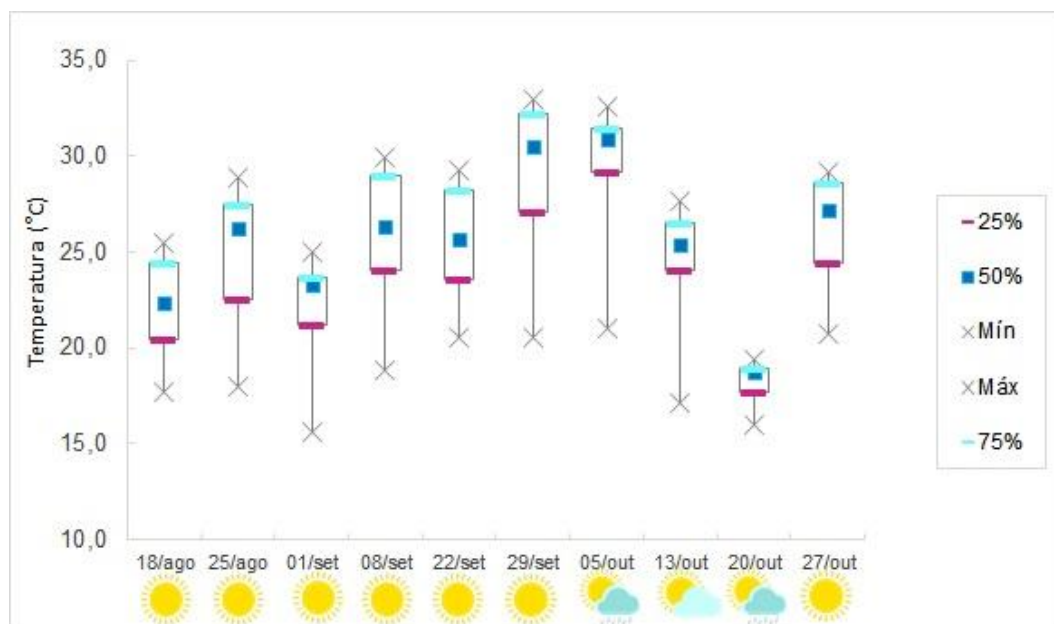 35,0
30,0
25,0
20,0
15,0
10,0
Temperatura (°C)
18/ago 25/ago 01/set 08/set 22/set 29/set 05/out 13/out 20/out 27/out
25%
50%
Mín
Máx
75%